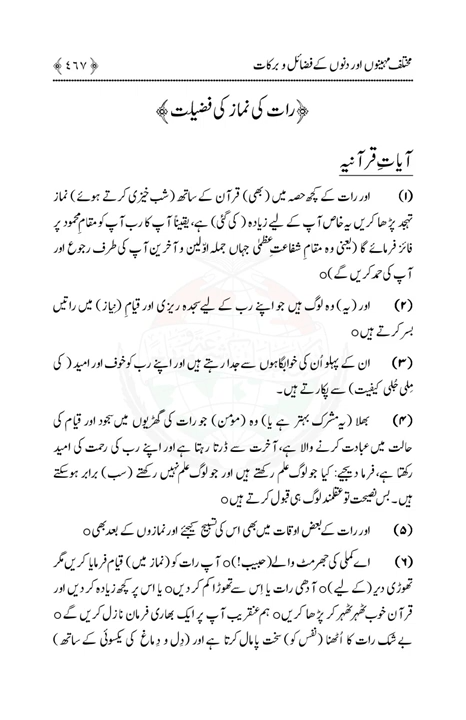 مختلف مہینوں اور دنوں کے فضائل و برکات ﴿ ٤٦٧ ﴾
﴿رات کی نماز کی فضیلت﴾
آیاتِ قرآنیہ
(۱) اور رات کے کچھ حصہ میں (بھی) قرآن کے ساتھ (شب خیزی کرتے ہوئے) نماز
تہجد پڑھا کریں یہ خاص آپ کے لیے زیادہ (کی گئی) ہے، یقیناً آپ کا رب آپ کو مقامِ محمود پر
فائز فرمائے گا (یعنی وہ مقام شفاعتِ عظمیٰ جہاں جملہ اوّلین و آخرین آپ کی طرف رجوع اور
آپ کی حمد کریں گے)o
(۲) اور (یہ) وہ لوگ ہیں جو اپنے رب کے لیے سجدہ ریزی اور قیامِ (نیاز) میں راتیں
بسر کرتے ہیںo
(۳) ان کے پہلو اُن کی خوابگاہوں سے جدا رہتے ہیں اور اپنے رب کو خوف اور امید (کی
مِلی جُلی کیفیت) سے پکارتے ہیں۔
(۴) بھلا (یہ مشرک بہتر ہے یا) وہ (مؤمن) جو رات کی گھڑیوں میں سجود اور قیام کی
حالت میں عبادت کرنے والا ہے، آخرت سے ڈرتا رہتا ہے اور اپنے رب کی رحمت کی امید
رکھتا ہے، فرما دیجیے: کیا جو لوگ علم رکھتے ہیں اور جو لوگ علم نہیں رکھتے (سب) برابر ہوسکتے
ہیں۔ بس نصیحت تو عقلمند لوگ ہی قبول کرتے ہیںo
(۵) اور رات کے بعض اوقات میں بھی اس کی تسبیح کیجئے اور نمازوں کے بعد بھیo
(۶) اے کملی کی جھرمٹ والے (حبیب!)o آپ رات کو (نماز میں) قیام فرمایا کریں مگر
تھوڑی دیر (کے لیے)o آدھی رات یا اِس سے تھوڑا کم کر دیںo یا اس پر کچھ زیادہ کر دیں اور
قرآن خوب ٹھہر ٹھہر کر پڑھا کریںo ہم عنقریب آپ پر ایک بھاری فرمان نازل کریں گےo
بے شک رات کا اُٹھنا (نفس کو) سخت پامال کرتا ہے اور (دِل و دِماغ کی یکسوئی کے ساتھ)